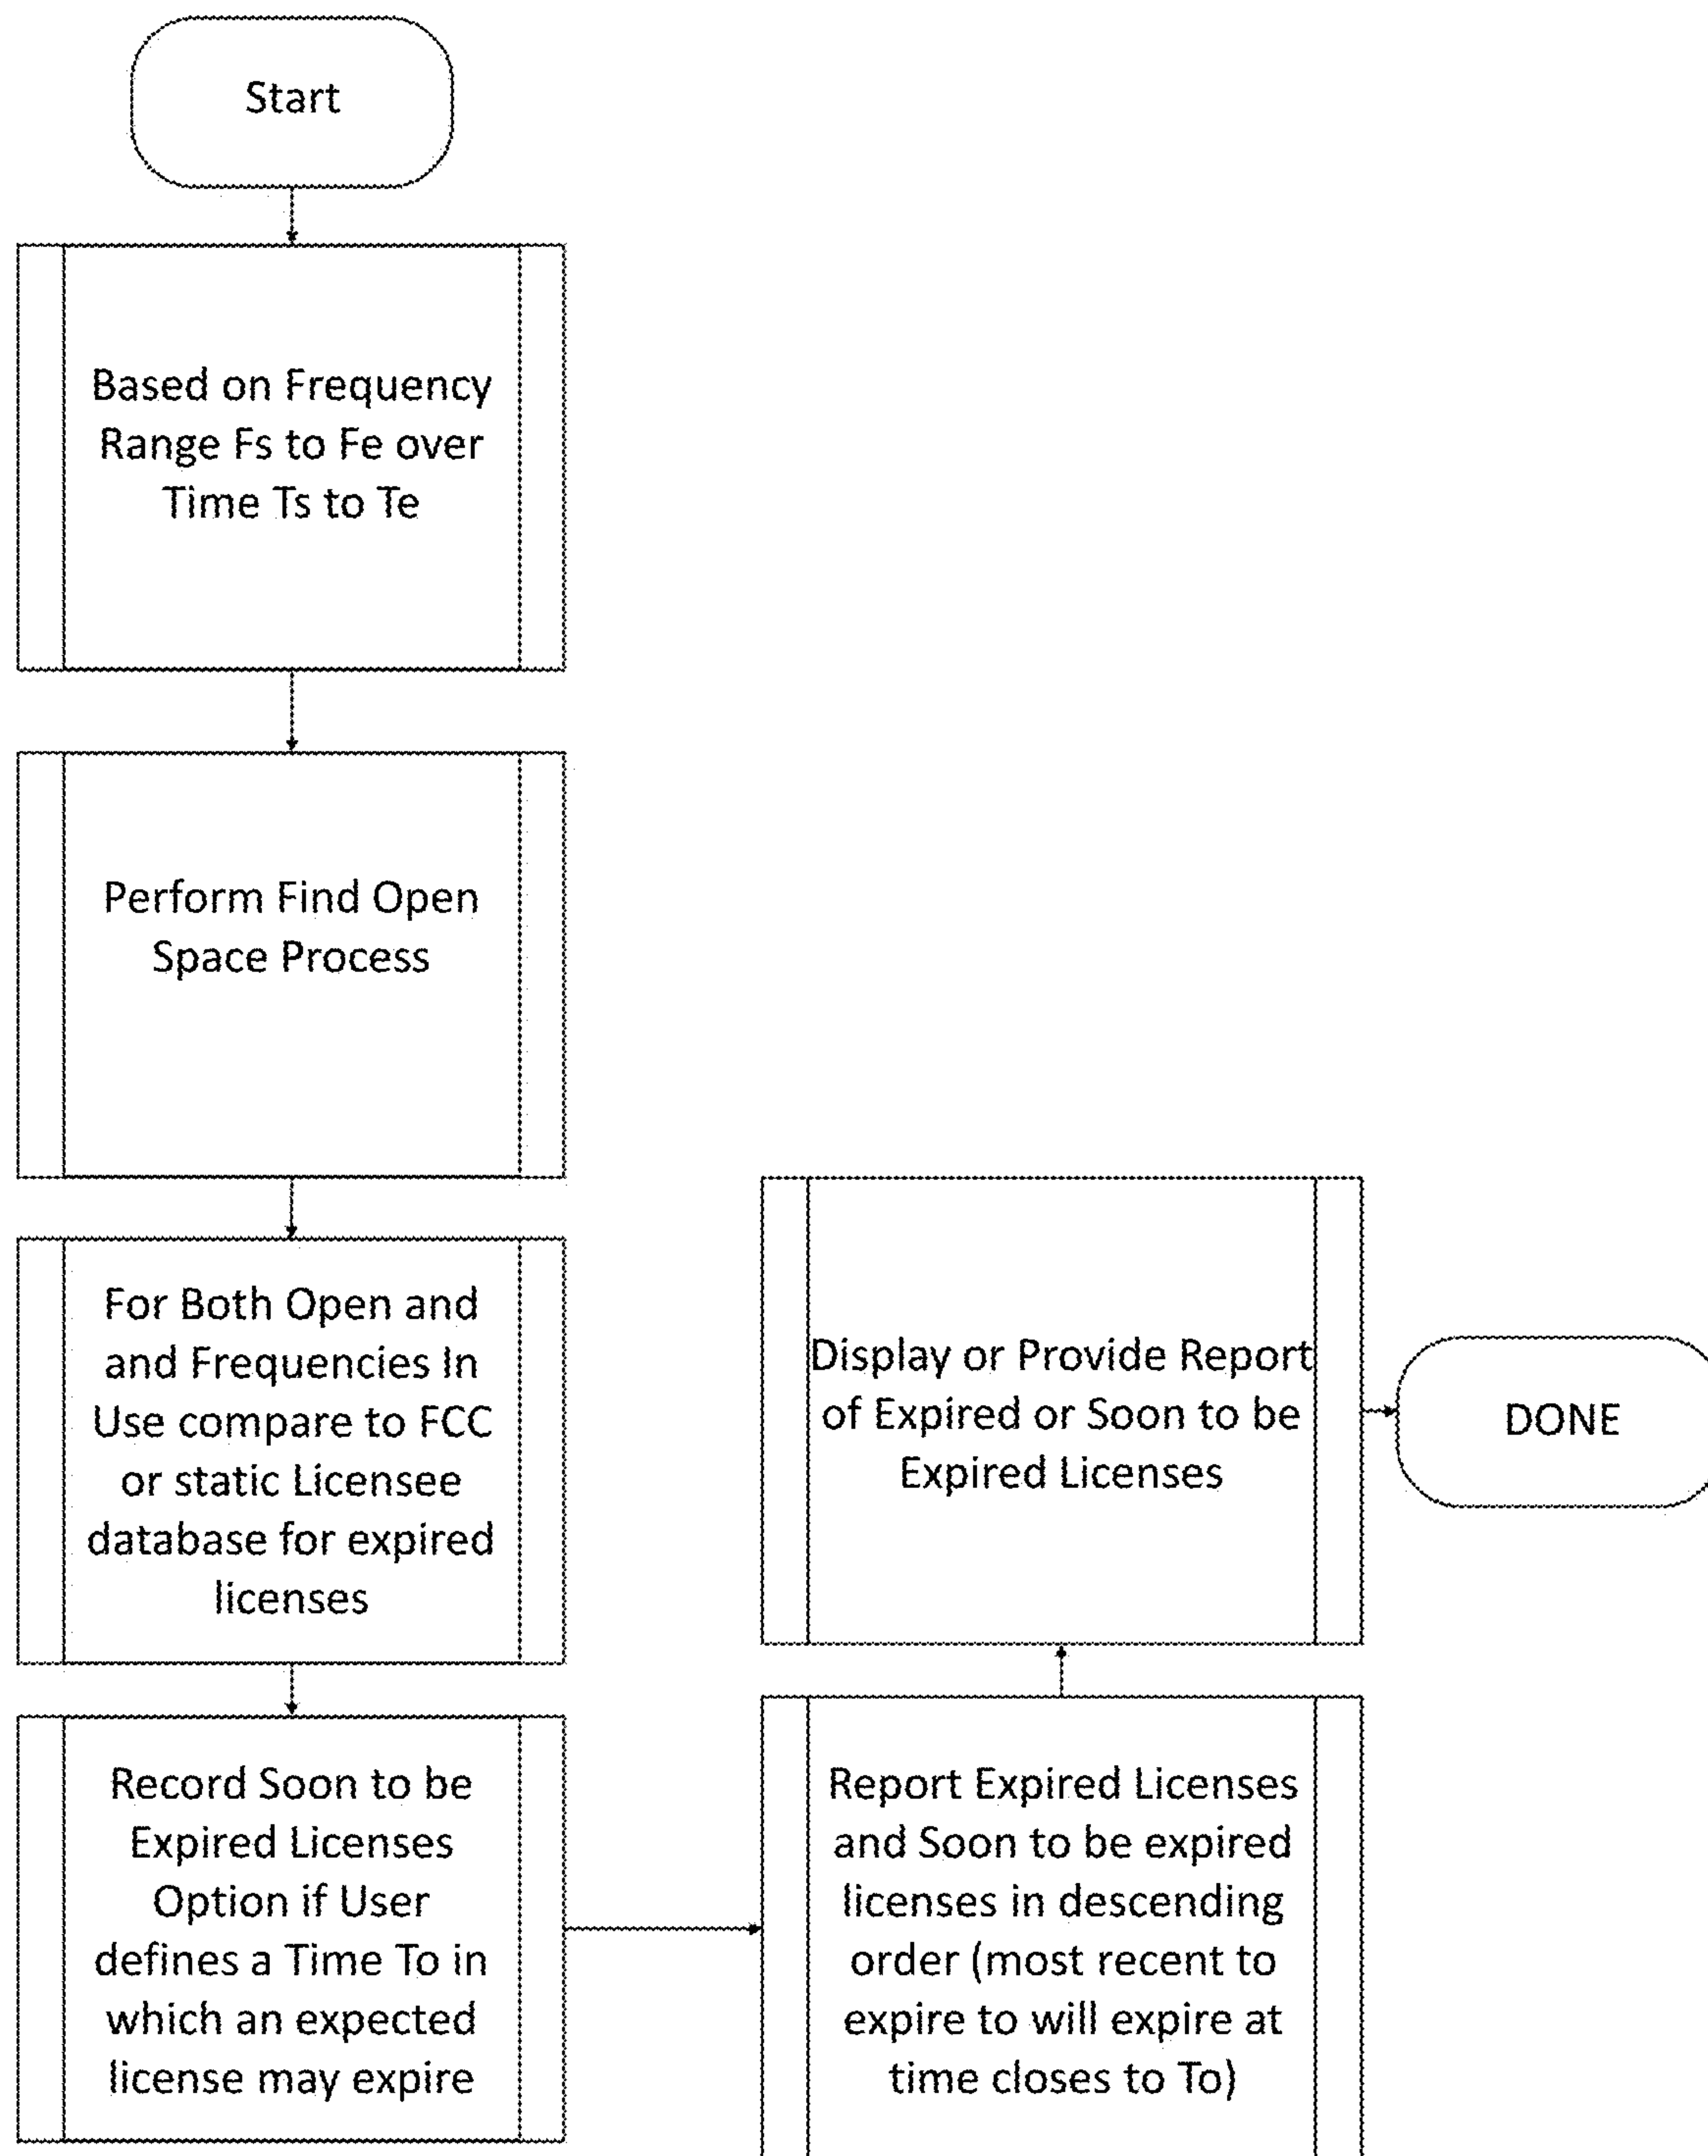 Start
Based on Frequency
Range Fs to Fe over
Time Ts to Te
Perform Find Open
Space Process
For Both Open and
and Frequencies In
Use compare to FCC
or static Licensee
database for expired
licenses
Record Soon to be
Expired Licenses
Option if User
defines a Time To in
which an expected
license may expire
Report Expired Licenses
and Soon to be expired
licenses in descending
order (most recent to
expire to will expire at
time closes to To)
Display or Provide Report
of Expired or Soon to be
Expired Licenses
DONE